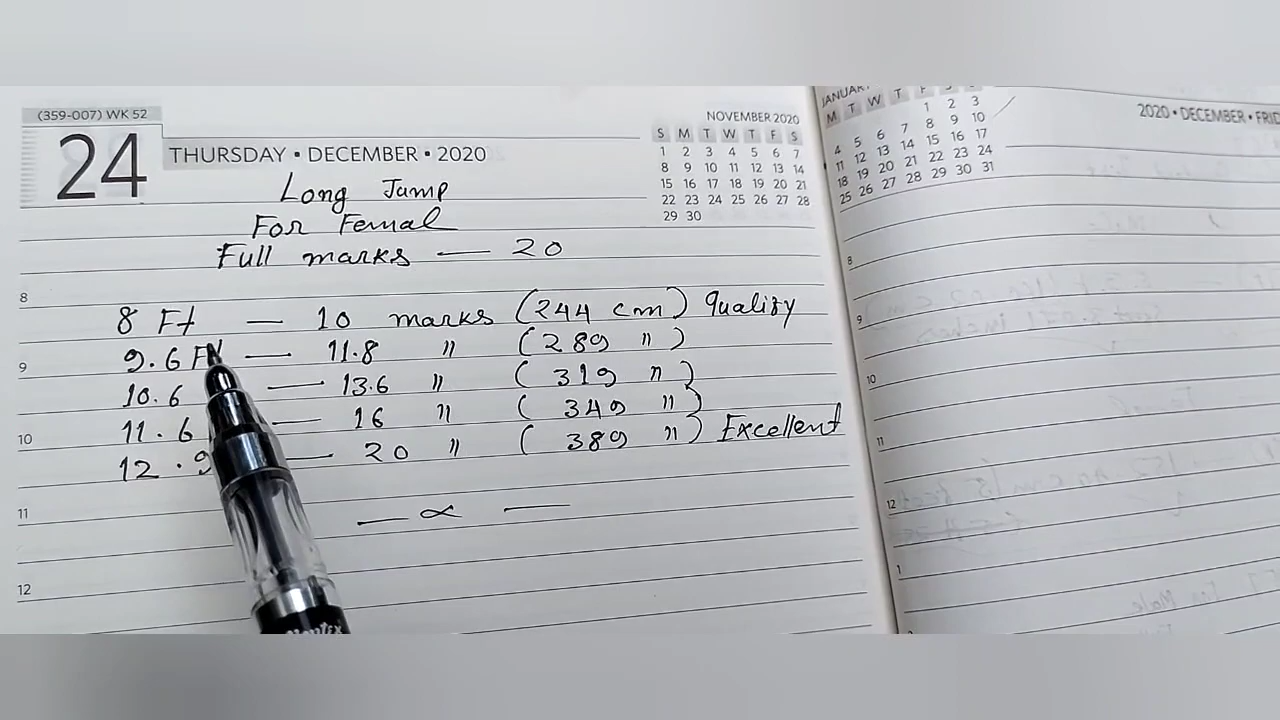 (359-007) WK 52
24
THURSDAY • DECEMBER • 2020
NOVEMBER 2020
S M T W T F S
1 2 3 4 5 6 7
8 9 10 11 12 13 14
15 16 17 18 19 20 21
22 23 24 25 26 27 28
29 30
Long Jump
For Femal
Full marks — 20
8
8 Ft — 10 marks (244 cm) Qualify
9
9.6 Ft — 11.8 " (289 ")
10.6 — 13.6 " (319 ")
10
11.6 — 16 " (349 ")
12.9 — 20 " (389 ") Excellent
11
12
JANUARY
M T W T F S
1 2 3
4 5 6 7 8 9 10
11 12 13 14 15 16 17
18 19 20 21 22 23 24
25 26 27 28 29 30 31
2020 • DECEMBER • FRID
8
9
10
11
12
1